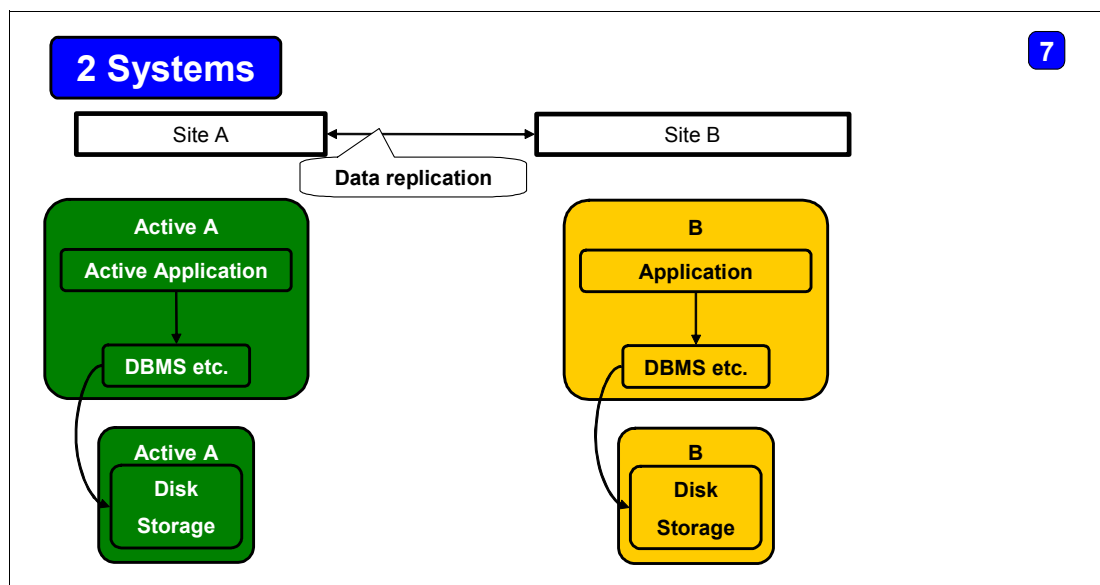 2 Systems
7
Site A
Site B
Data replication
Active A
Active Application
DBMS etc.
Active A
Disk
Storage
B
Application
DBMS etc.
B
Disk
Storage